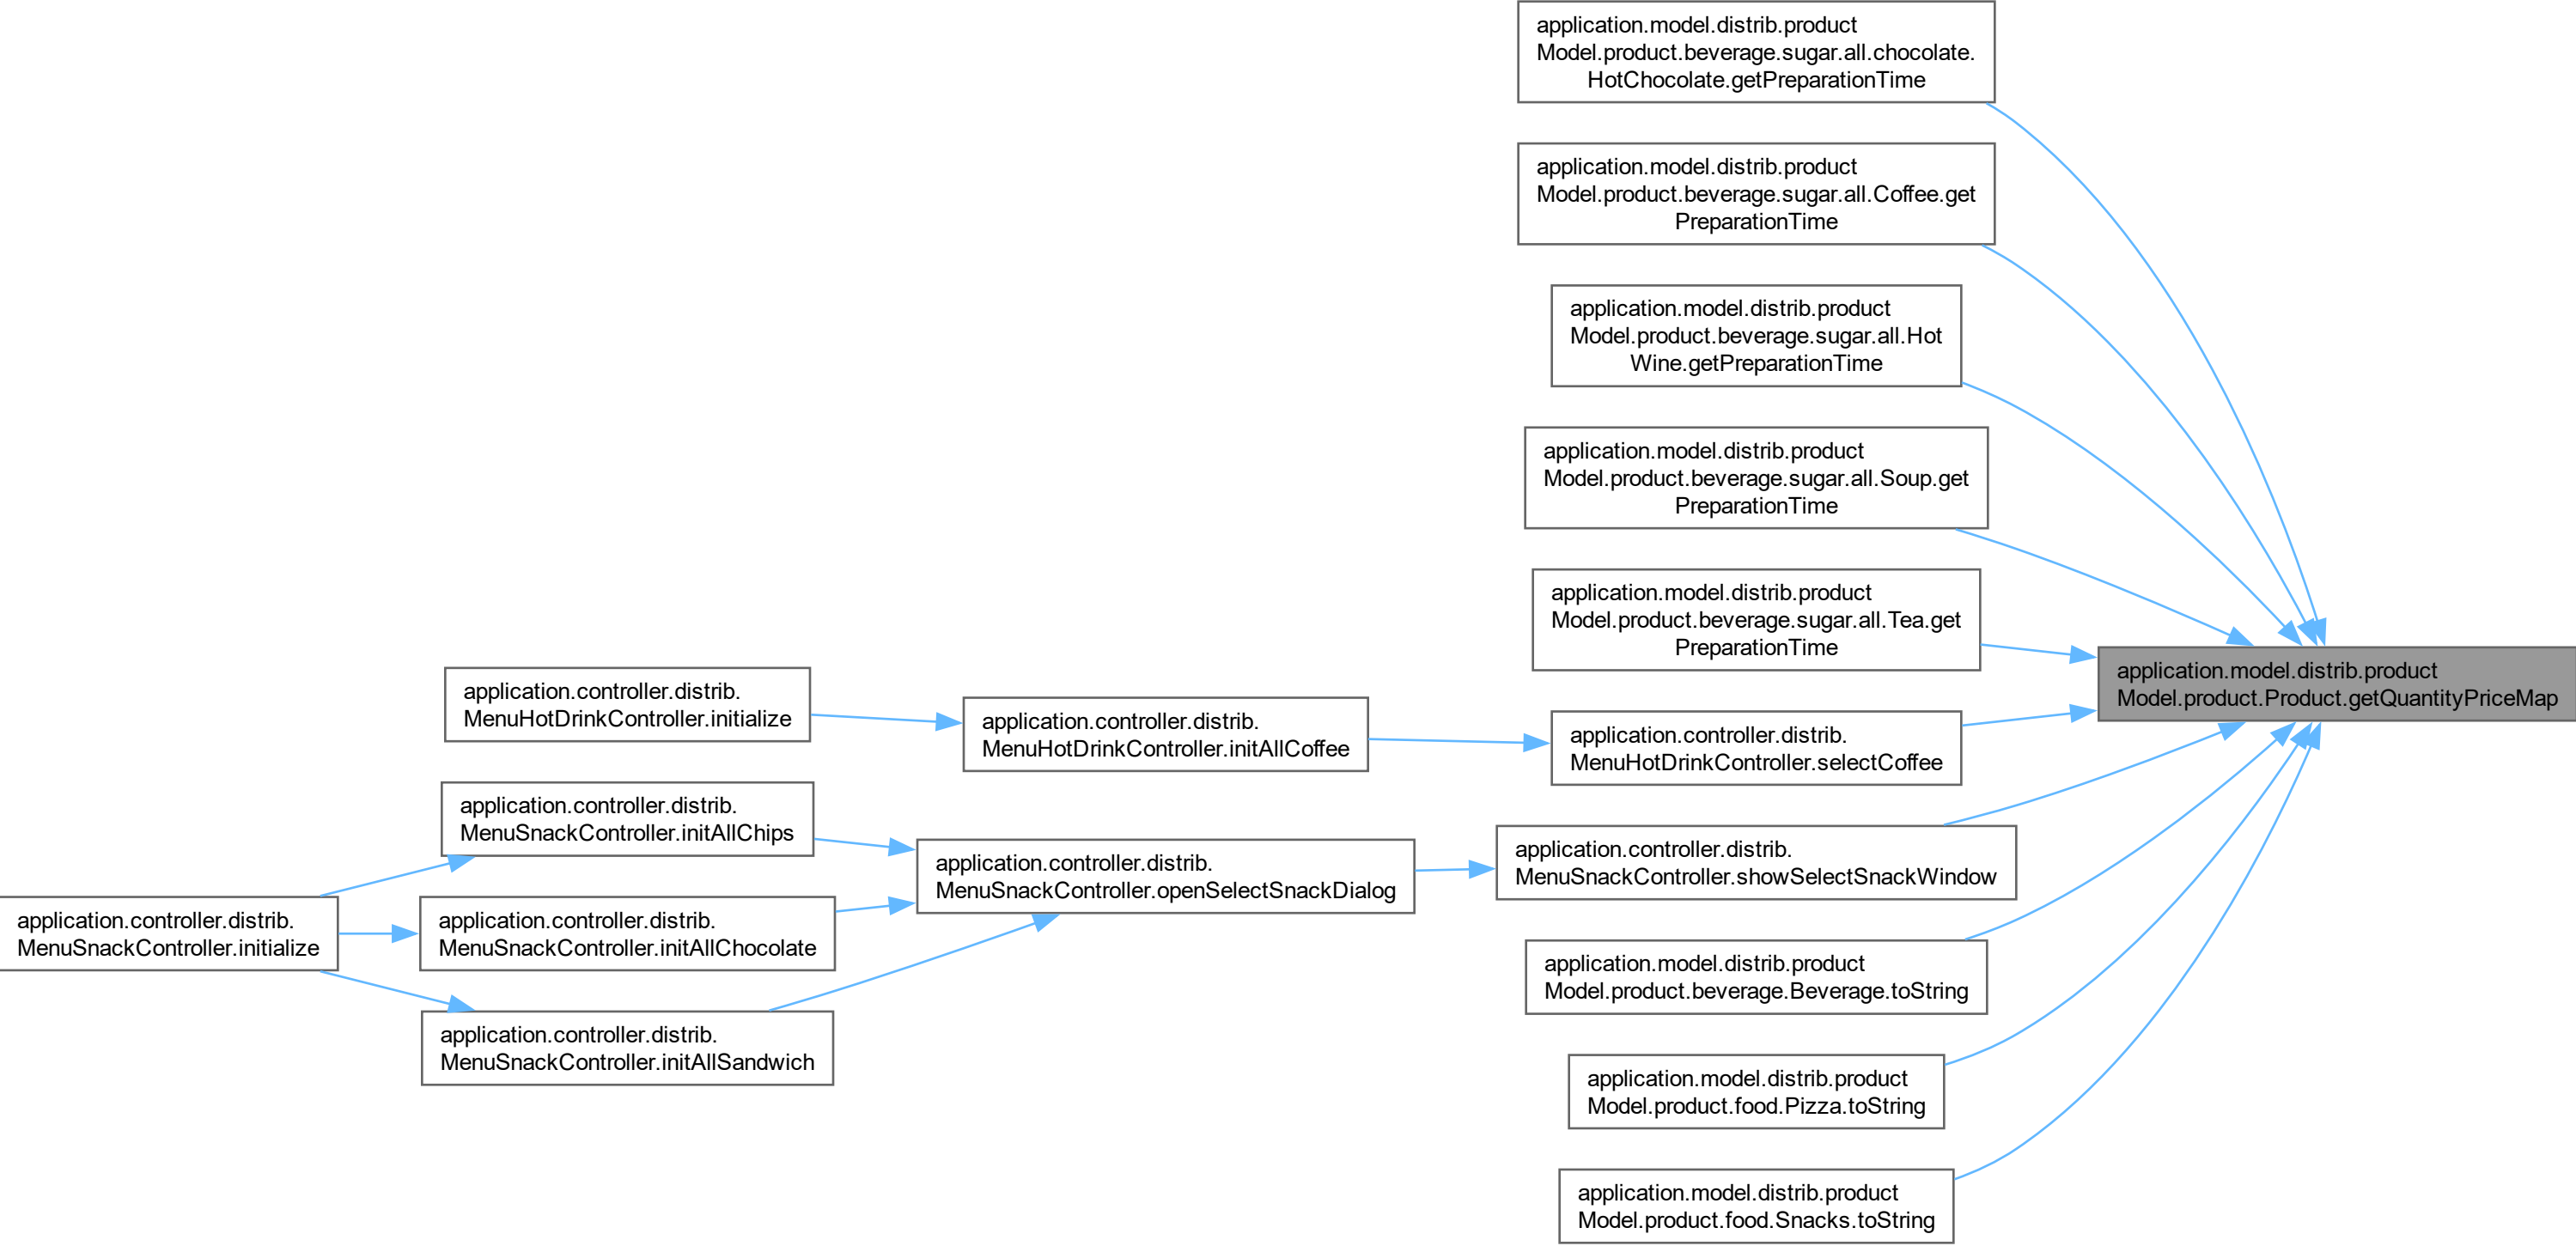 application.model.distrib.product
Model.product.beverage.sugar.all.chocolate.
HotChocolate.getPreparationTime
application.model.distrib.product
Model.product.beverage.sugar.all.Coffee.get
PreparationTime
application.model.distrib.product
Model.product.beverage.sugar.all.Hot
Wine.getPreparationTime
application.model.distrib.product
Model.product.beverage.sugar.all.Soup.get
PreparationTime
application.model.distrib.product
Model.product.beverage.sugar.all.Tea.get
PreparationTime
application.model.distrib.product
Model.product.Product.getQuantityPriceMap
application.controller.distrib.
MenuHotDrinkController.initialize
application.controller.distrib.
MenuHotDrinkController.initAllCoffee
application.controller.distrib.
MenuHotDrinkController.selectCoffee
application.controller.distrib.
MenuSnackController.initAllChips
application.controller.distrib.
MenuSnackController.openSelectSnackDialog
application.controller.distrib.
MenuSnackController.showSelectSnackWindow
application.controller.distrib.
MenuSnackController.initialize
application.controller.distrib.
MenuSnackController.initAllChocolate
application.controller.distrib.
MenuSnackController.initAllSandwich
application.model.distrib.product
Model.product.beverage.Beverage.toString
application.model.distrib.product
Model.product.food.Pizza.toString
application.model.distrib.product
Model.product.food.Snacks.toString